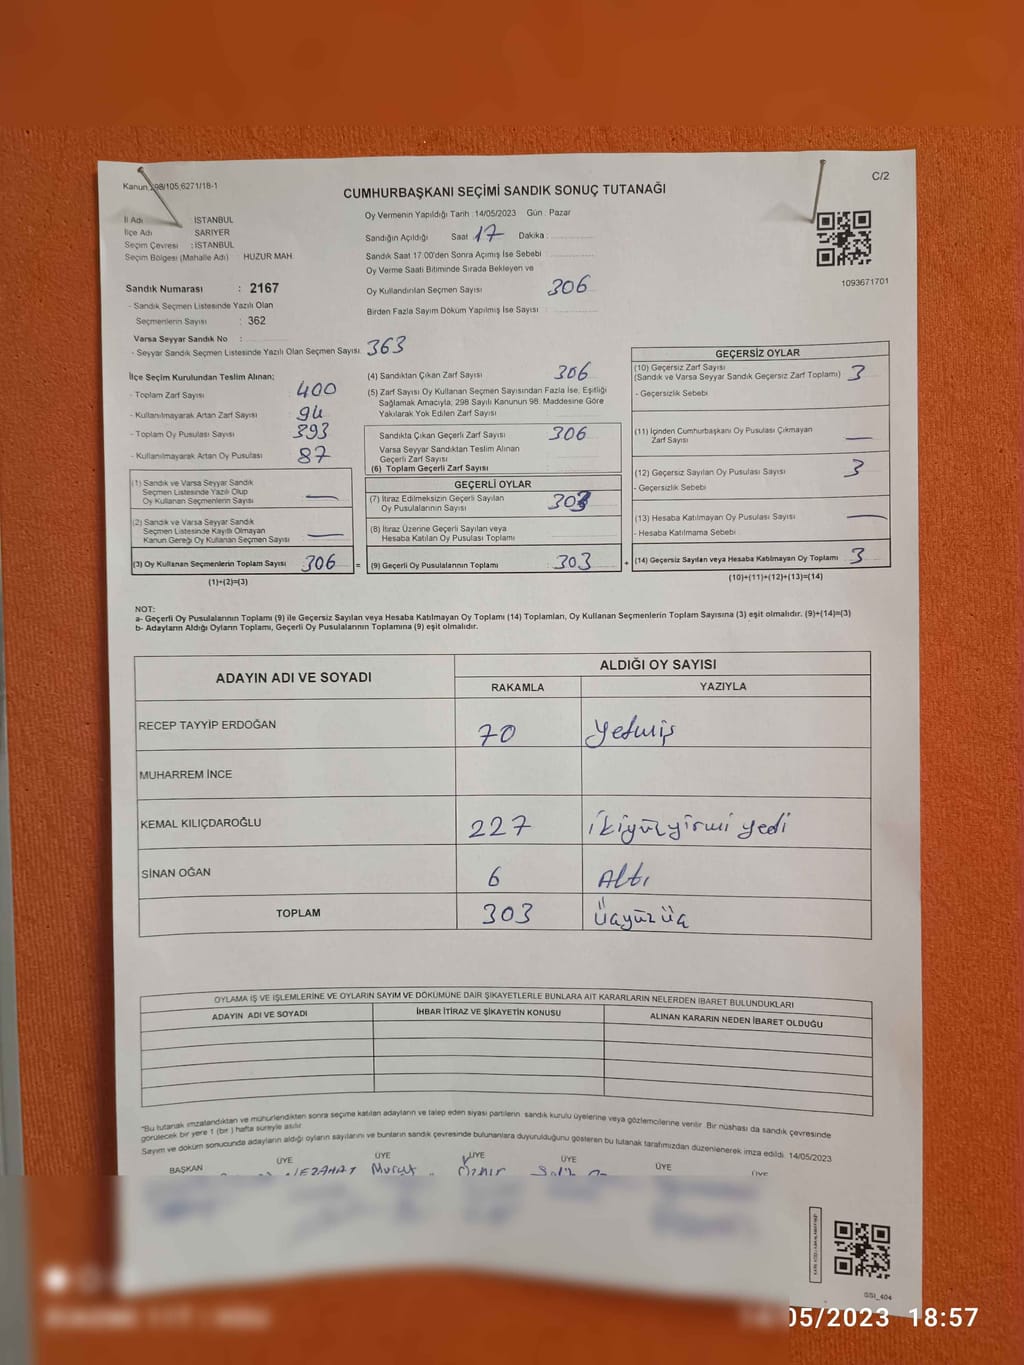 Kanun 298/105,6271/18-1
C/2
CUMHURBAŞKANI SEÇİMİ SANDIK SONUÇ TUTANAĞI
İl Adı : İSTANBUL
İlçe Adı : SARIYER
Seçim Çevresi : İSTANBUL
Seçim Bölgesi (Mahalle Adı) HUZUR MAH.
Sandık Numarası : 2167
- Sandık Seçmen Listesinde Yazılı Olan
Seçmenlerin Sayısı : 362
Varsa Seyyar Sandık No :
- Seyyar Sandık Seçmen Listesinde Yazılı Olan Seçmen Sayısı: 363
Oy Vermenin Yapıldığı Tarih : 14/05/2023 Gün : Pazar
Sandığın Açıldığı Saat 17 Dakika :
Sandık Saat 17.00'den Sonra Açımış İse Sebebi :
Oy Verme Saati Bitiminde Sırada Bekleyen ve
Oy Kullandırılan Seçmen Sayısı 306
Birden Fazla Sayım Döküm Yapılmış İse Sayısı :
1093671701
İlçe Seçim Kurulundan Teslim Alınan;
- Toplam Zarf Sayısı : 400
- Kullanılmayarak Artan Zarf Sayısı : 94
- Toplam Oy Pusulası Sayısı : 393
- Kullanılmayarak Artan Oy Pusulası : 87
(1) Sandık ve Varsa Seyyar Sandık
Seçmen Listesinde Yazılı Olup
Oy Kullanan Seçmenlerin Sayısı : —
(2) Sandık ve Varsa Seyyar Sandık
Seçmen Listesinde Kayıtlı Olmayan
Kanun Gereği Oy Kullanan Seçmen Sayısı : —
(3) Oy Kullanan Seçmenlerin Toplam Sayısı : 306 =
(1)+(2)=(3)
(4) Sandıktan Çıkan Zarf Sayısı 306
(5) Zarf Sayısı Oy Kullanan Seçmen Sayısından Fazla İse, Eşitliği
Sağlamak Amacıyla, 298 Sayılı Kanunun 98. Maddesine Göre
Yakılarak Yok Edilen Zarf Sayısı
Sandıkta Çıkan Geçerli Zarf Sayısı 306
Varsa Seyyar Sandıktan Teslim Alınan
Geçerli Zarf Sayısı
(6) Toplam Geçerli Zarf Sayısı :
GEÇERLİ OYLAR
(7) İtiraz Edilmeksizin Geçerli Sayılan
Oy Pusulalarının Sayısı : 303
(8) İtiraz Üzerine Geçerli Sayılan veya
Hesaba Katılan Oy Pusulası Toplamı :
(9) Geçerli Oy Pusulalarının Toplamı : 303 +
GEÇERSİZ OYLAR
(10) Geçersiz Zarf Sayısı
(Sandık ve Varsa Seyyar Sandık Geçersiz Zarf Toplamı) 3
- Geçersizlik Sebebi
(11) İçinden Cumhurbaşkanı Oy Pusulası Çıkmayan
Zarf Sayısı —
(12) Geçersiz Sayılan Oy Pusulası Sayısı 3
- Geçersizlik Sebebi
(13) Hesaba Katılmayan Oy Pusulası Sayısı —
- Hesaba Katılmama Sebebi
(14) Geçersiz Sayılan veya Hesaba Katılmayan Oy Toplamı 3
(10)+(11)+(12)+(13)=(14)
NOT:
a- Geçerli Oy Pusulalarının Toplamı (9) ile Geçersiz Sayılan veya Hesaba Katılmayan Oy Toplamı (14) Toplamları, Oy Kullanan Seçmenlerin Toplam Sayısına (3) eşit olmalıdır. (9)+(14)=(3)
b- Adayların Aldığı Oyların Toplamı, Geçerli Oy Pusulalarının Toplamına (9) eşit olmalıdır.
ADAYIN ADI VE SOYADI ALDIĞI OY SAYISI
RAKAMLA YAZIYLA
RECEP TAYYİP ERDOĞAN 70 Yetmiş
MUHARREM İNCE
KEMAL KILIÇDAROĞLU 227 ikiyüzyirmi yedi
SİNAN OĞAN 6 Altı
TOPLAM 303 Üçyüz üç
OYLAMA İŞ VE İŞLEMLERİNE VE OYLARIN SAYIM VE DÖKÜMÜNE DAİR ŞİKAYETLERLE BUNLARA AİT KARARLARIN NELERDEN İBARET BULUNDUKLARI
ADAYIN ADI VE SOYADI İHBAR İTİRAZ VE ŞİKAYETİN KONUSU ALINAN KARARIN NEDEN İBARET OLDUĞU
"Bu tutanak imzalandıktan ve mühürlendikten sonra seçime katılan adayların ve talep eden siyasi partilerin sandık kurulu üyelerine veya gözlemcilerine verilir. Bir nüshası da sandık çevresinde
görülecek bir yere 1 (bir ) hafta süreyle asılır.
Sayım ve döküm sonucunda adayların aldığı oyların sayılarını ve bunların sandık çevresinde bulunanlara duyurulduğunu gösteren bu tutanak tarafımızdan düzenlenerek imza edildi. 14/05/2023
BAŞKAN ÜYE ÜYE ÜYE ÜYE ÜYE ÜYE
NEZAHAT Murat
GSI_404
05/2023 18:57